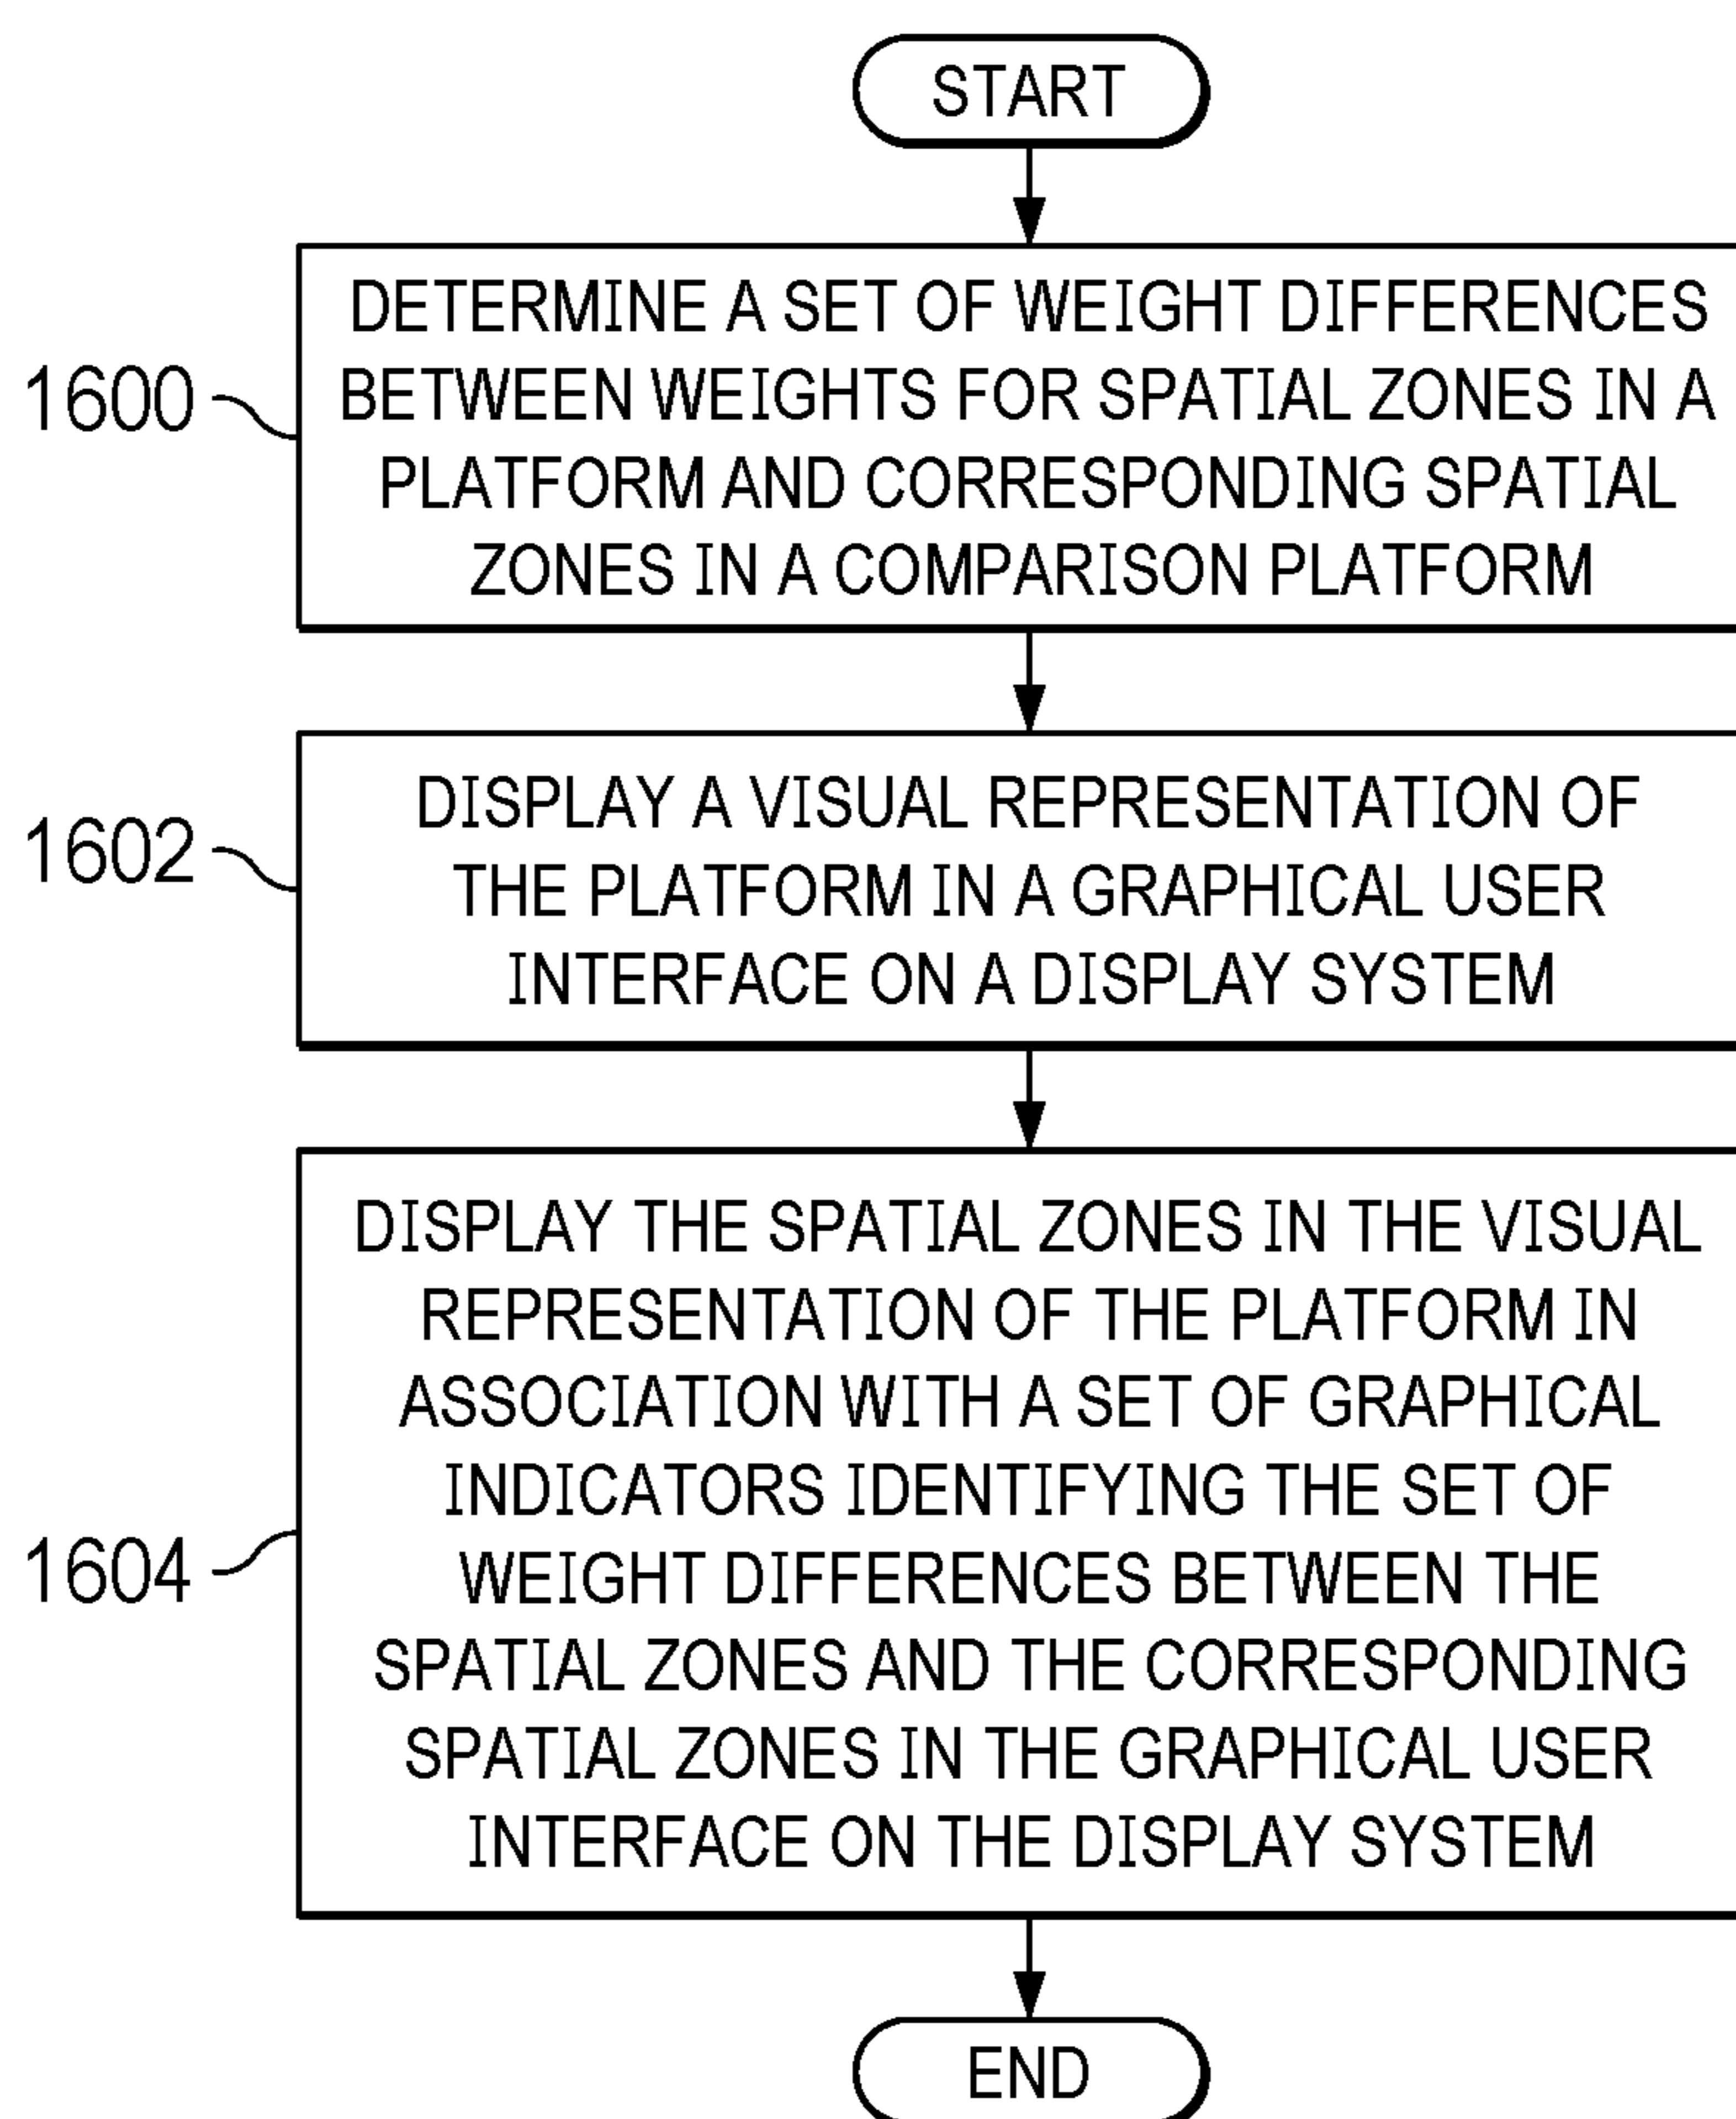 START
1600
DETERMINE A SET OF WEIGHT DIFFERENCES
BETWEEN WEIGHTS FOR SPATIAL ZONES IN A
PLATFORM AND CORRESPONDING SPATIAL
ZONES IN A COMPARISON PLATFORM
1602
DISPLAY A VISUAL REPRESENTATION OF
THE PLATFORM IN A GRAPHICAL USER
INTERFACE ON A DISPLAY SYSTEM
1604
DISPLAY THE SPATIAL ZONES IN THE VISUAL
REPRESENTATION OF THE PLATFORM IN
ASSOCIATION WITH A SET OF GRAPHICAL
INDICATORS IDENTIFYING THE SET OF
WEIGHT DIFFERENCES BETWEEN THE
SPATIAL ZONES AND THE CORRESPONDING
SPATIAL ZONES IN THE GRAPHICAL USER
INTERFACE ON THE DISPLAY SYSTEM
END